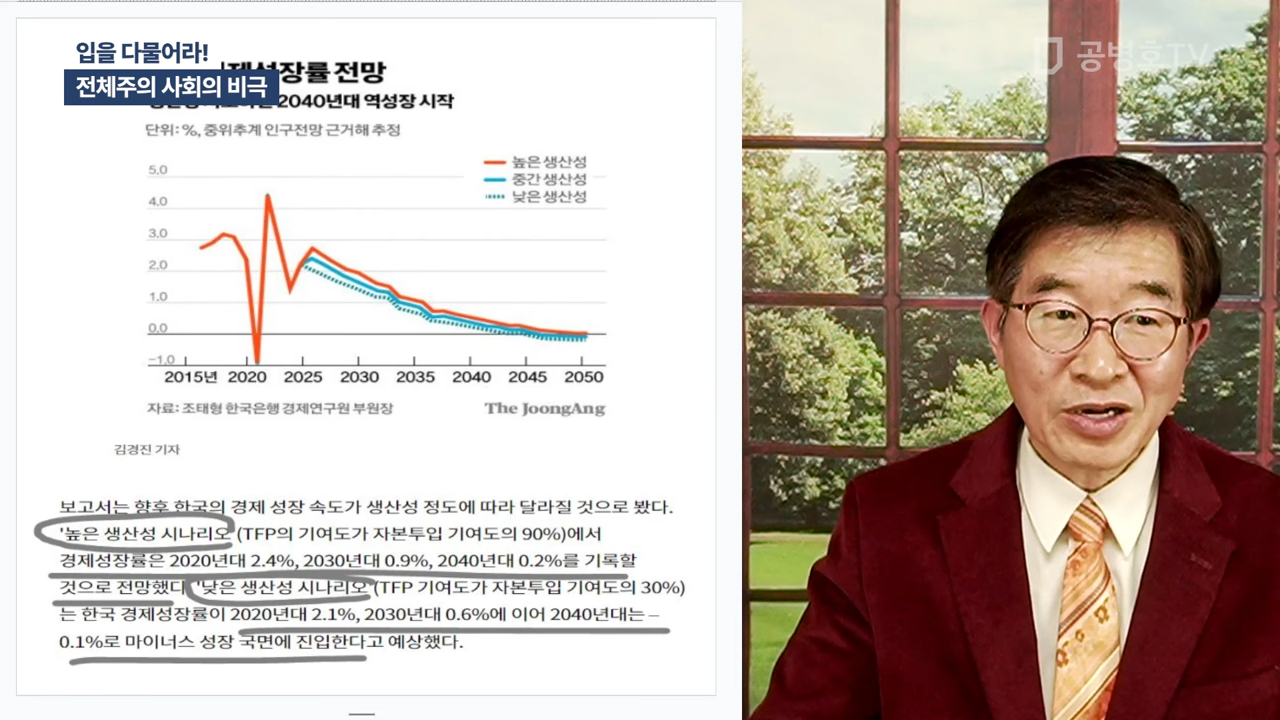 입을 다물어라!
전체주의 사회의 비극
제성장률 전망
2040년대 역성장 시작
단위: %, 중위추계 인구전망 근거해 추정
높은 생산성
중간 생산성
낮은 생산성
5.0
4.0
3.0
2.0
1.0
0.0
−1.0
2015년 2020 2025 2030 2035 2040 2045 2050
자료: 조태형 한국은행 경제연구원 부원장
The JoongAng
김경진 기자
보고서는 향후 한국의 경제 성장 속도가 생산성 정도에 따라 달라질 것으로 봤다.
'높은 생산성 시나리오'(TFP의 기여도가 자본투입 기여도의 90%)에서
경제성장률은 2020년대 2.4%, 2030년대 0.9%, 2040년대 0.2%를 기록할
것으로 전망했다. '낮은 생산성 시나리오'(TFP 기여도가 자본투입 기여도의 30%)
는 한국 경제성장률이 2020년대 2.1%, 2030년대 0.6%에 이어 2040년대는 –
0.1%로 마이너스 성장 국면에 진입한다고 예상했다.
공병호TV